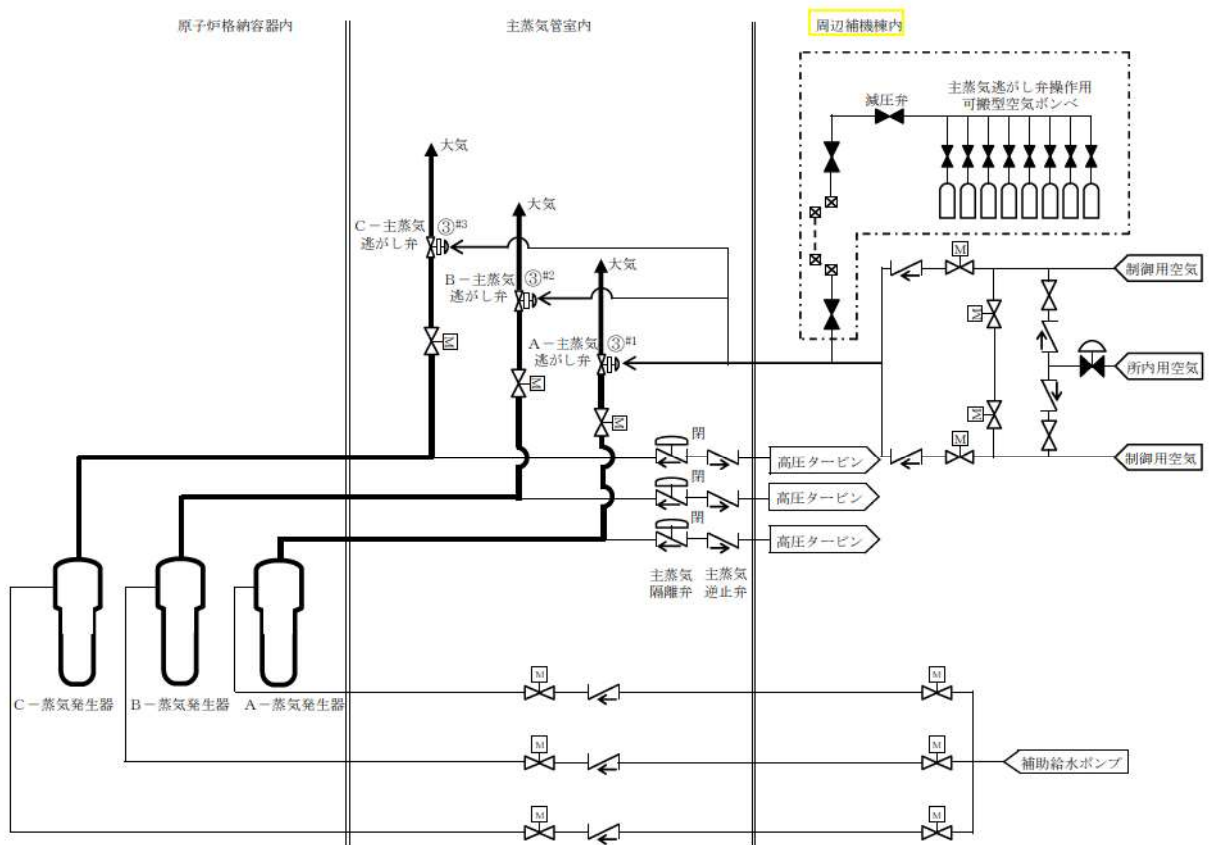 原子炉格納容器内
主蒸気管室内
周辺補機棟内
主蒸気逃がし弁操作用
可搬型空気ボンベ
減圧弁
大気
C－主蒸気
逃がし弁
③#3
大気
B－主蒸気
逃がし弁
③#2
大気
A－主蒸気
逃がし弁
③#1
M
M
M
M
制御用空気
M
所内用空気
M
M
制御用空気
閉
高圧タービン
閉
高圧タービン
閉
高圧タービン
主蒸気
隔離弁
主蒸気
逆止弁
C－蒸気発生器
B－蒸気発生器
A－蒸気発生器
M
M
M
M
補助給水ポンプ
M
M